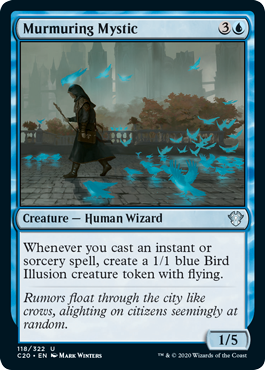 Murmuring Mystic 3
Creature — Human Wizard
Whenever you cast an instant or
sorcery spell, create a 1/1 blue Bird
Illusion creature token with flying.
Rumors float through the city like
crows, alighting on citizens seemingly at
random.
1/5
118/322 U
C20 • EN MARK WINTERS
™ & © 2020 Wizards of the Coast